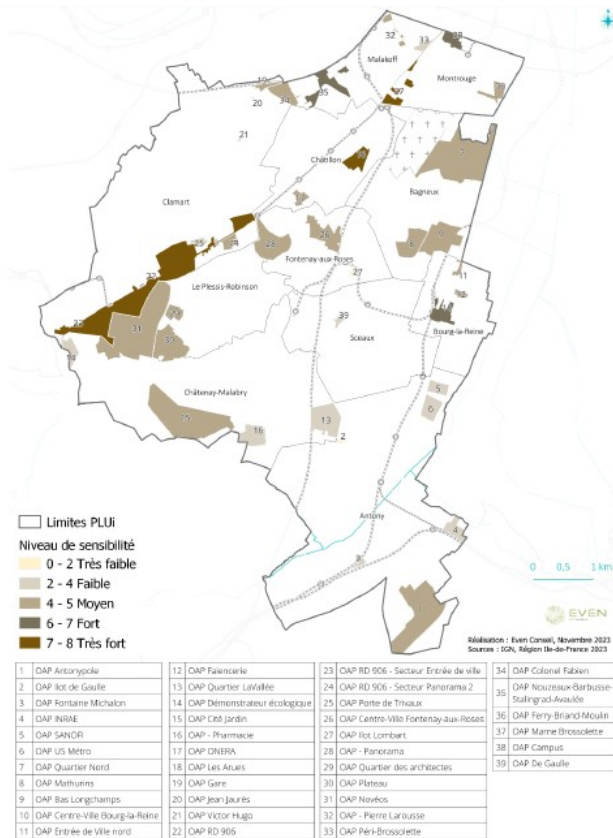 32
33
38
Malakoff
Montrouge
19
35
34
37
20
21
Châtillon
7
Bagneux
Clamart
25
28
26
8
9
Fontenay-aux-Roses
11
27
Le Plessis-Robinson
22
39
Bourg-la-Reine
Sceaux
31
30
Châtenay-Malabry
5
6
15
16
13
2
Antony
4
3
1
Limites PLUi
Niveau de sensibilité
0 - 2 Très faible
2 - 4 Faible
4 - 5 Moyen
6 - 7 Fort
7 - 8 Très fort
0 0,5 1 km
EVEN
Réalisation : Even Conseil, Novembre 2023
Sources : IGN, Région Ile-de-France 2023
1 OAP Antonypole
2 OAP Ilot de Gaulle
3 OAP Fontaine Michalon
4 OAP INRAE
5 OAP SANOFI
6 OAP US Métro
7 OAP Quartier Nord
8 OAP Mathurins
9 OAP Bas Longchamps
10 OAP Centre-Ville Bourg-la-Reine
11 OAP Entrée de Ville nord
12 OAP Faïencerie
13 OAP Quartier LaVallée
14 OAP Démonstrateur écologique
15 OAP Cité Jardin
16 OAP - Pharmacie
17 OAP ONERA
18 OAP Les Arues
19 OAP Gare
20 OAP Jean Jaurès
21 OAP Victor Hugo
22 OAP RD 906
23 OAP RD 906 - Secteur Entrée de ville
24 OAP RD 906 - Secteur Panorama 2
25 OAP Porte de Trivaux
26 OAP Centre-Ville Fontenay-aux-Roses
27 OAP Ilot Lombart
28 OAP - Panorama
29 OAP Quartier des architectes
30 OAP Plateau
31 OAP Novéos
32 OAP - Pierre Larousse
33 OAP Péri-Brossolette
34 OAP Colonel Fabien
35 OAP Nouzeaux-Barbusse-
Stalingrad-Avaulée
36 OAP Ferry-Briand-Moulin
37 OAP Marne Brossolette
38 OAP Campus
39 OAP De Gaulle